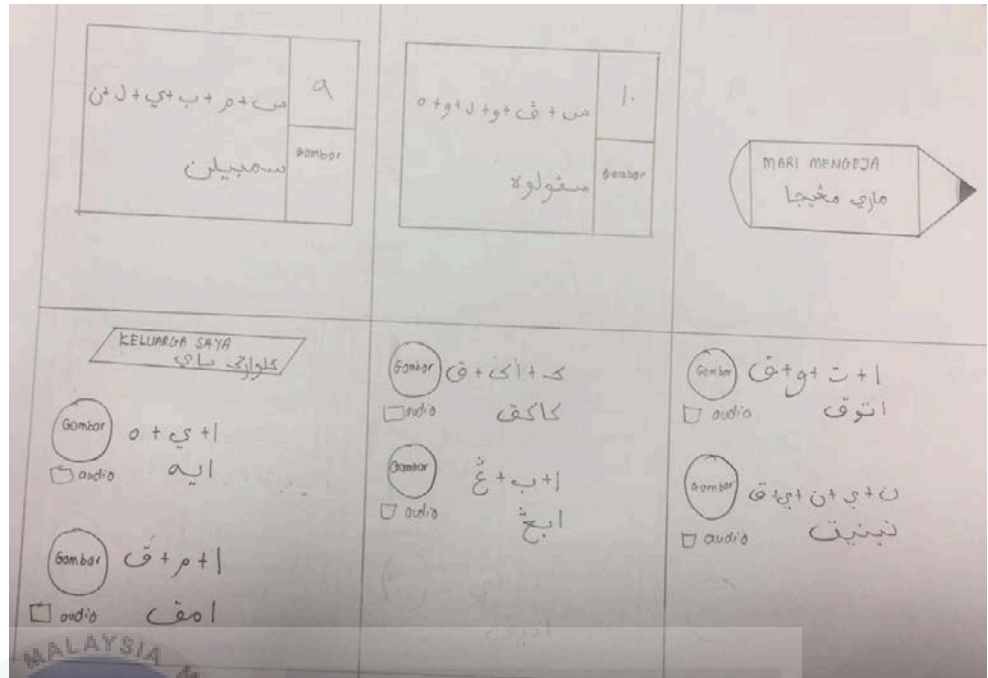 ٩
س+م+ب+ي+ل+ن
Gambar
سمبيلن
١٠
س+ڤ+و+ل+و+ه
Gambar
سڤولوه
MARI MENGEJA
ماري مڠيجا
KELUARGA SAYA
كلوارݢ ساي
Gambar ا+ي+ه
audio ايه
Gambar ا+م+ق
audio امق
Gambar ك+اك+ق
audio كاكق
Gambar ا+ب+ڠ
audio ابڠ
Gambar ا+ت+و+ق
audio اتوق
Gambar ن+ي+ن+ي+ق
audio نينيق
MALAYSIA